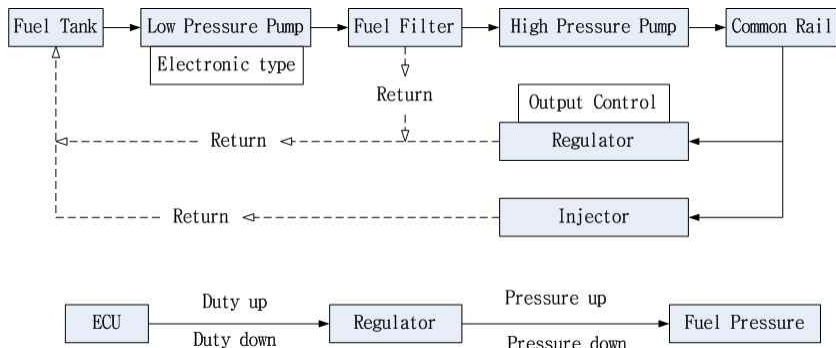 Fuel Tank
Low Pressure Pump
Fuel Filter
High Pressure Pump
Common Rail
Electronic type
Return
Output Control
Return
Regulator
Return
Injector
ECU
Duty up
Duty down
Regulator
Pressure up
Pressure down
Fuel Pressure